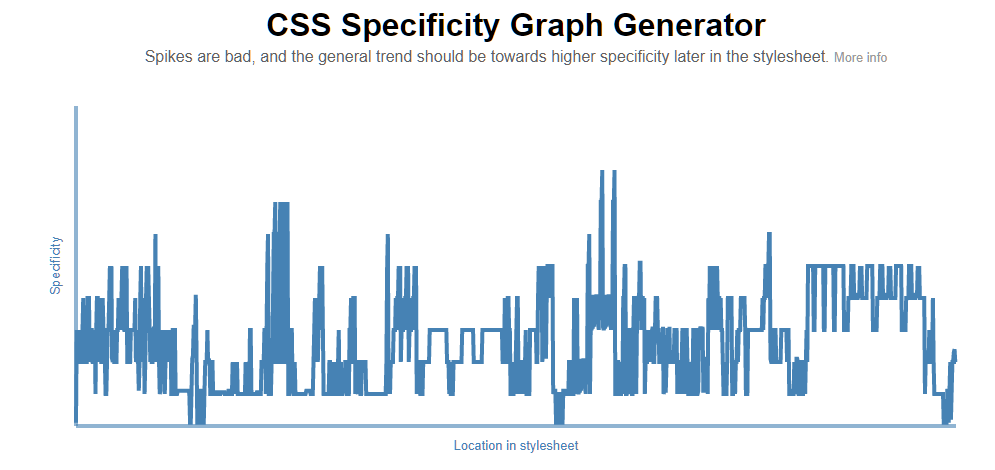 CSS Specificity Graph Generator
Spikes are bad, and the general trend should be towards higher specificity later in the stylesheet. More info
Specificity
Location in stylesheet